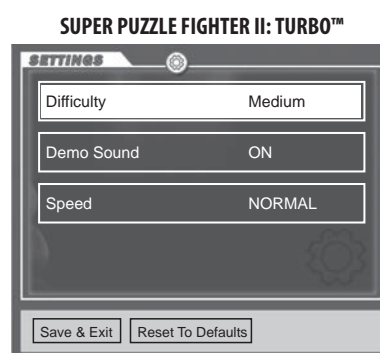 SUPER PUZZLE FIGHTER II: TURBO™
SETTINGS
Difficulty Medium
Demo Sound ON
Speed NORMAL
Save & Exit Reset To Defaults